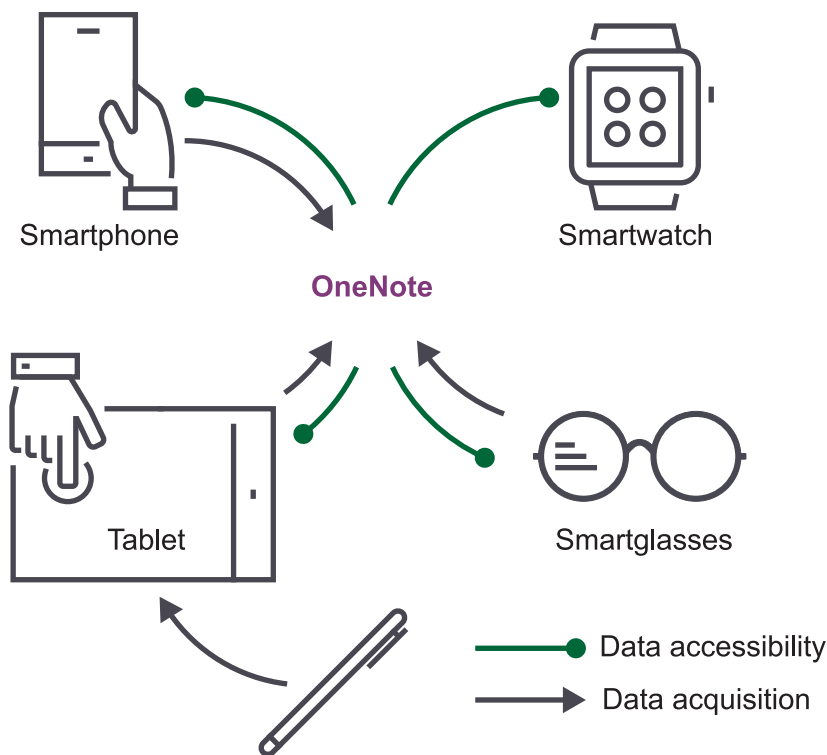 Smartphone
Smartwatch
OneNote
Tablet
Smartglasses
Data accessibility
Data acquisition